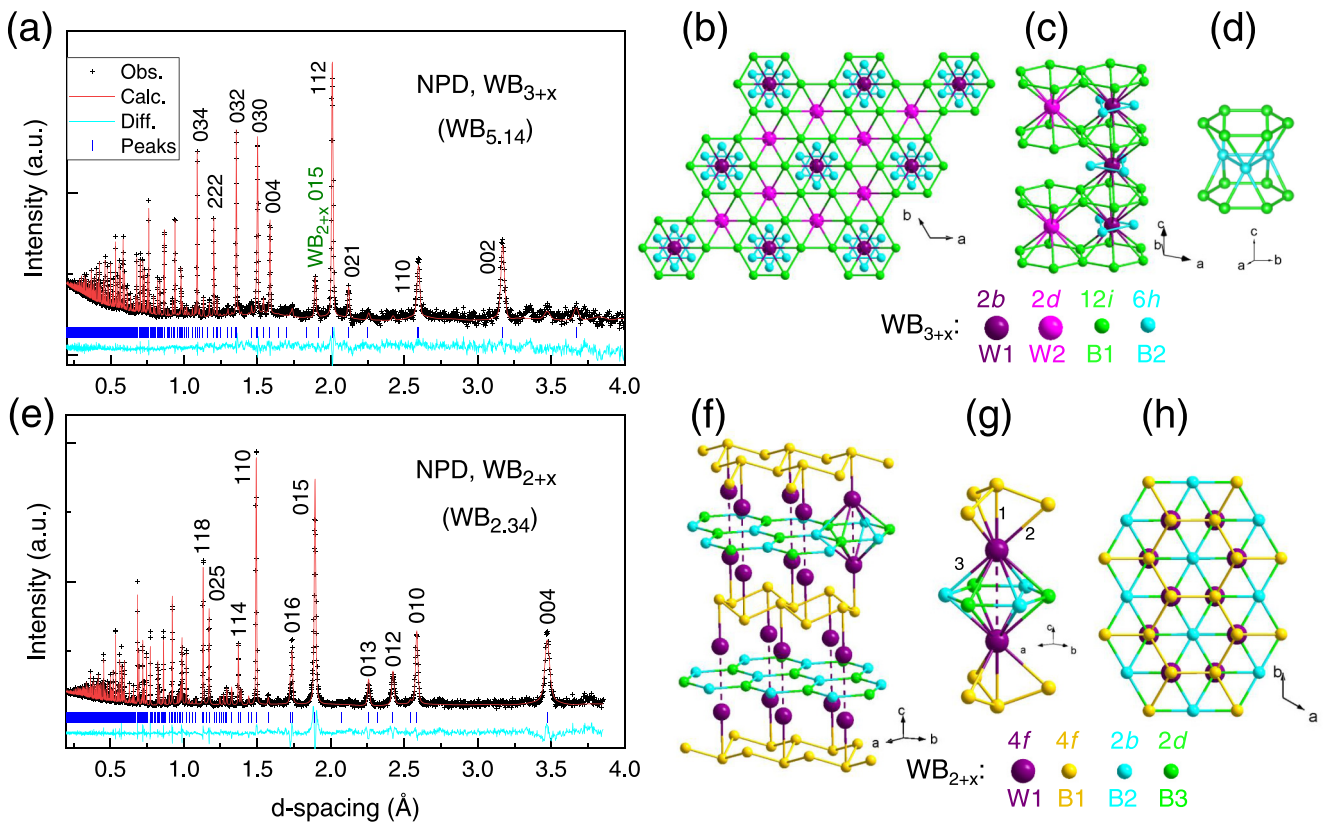 (a)
Obs.
Calc.
Diff.
Peaks
NPD, WB3+x
(WB5.14)
034
222
032
030
004
WB2+x 015
112
021
110
002
Intensity (a.u.)
0.5 1.0 1.5 2.0 2.5 3.0 3.5 4.0
(b)
b
a
(c)
c
b
a
(d)
c
a
b
2b 2d 12i 6h
WB3+x:
W1 W2 B1 B2
(e)
NPD, WB2+x
(WB2.34)
118
025
114
110
016
015
013
012
010
004
Intensity (a.u.)
0.5 1.0 1.5 2.0 2.5 3.0 3.5 4.0
d-spacing (Å)
(f)
c
a
b
(g)
1
2
3
c
a
b
(h)
b
a
4f 4f 2b 2d
WB2+x:
W1 B1 B2 B3